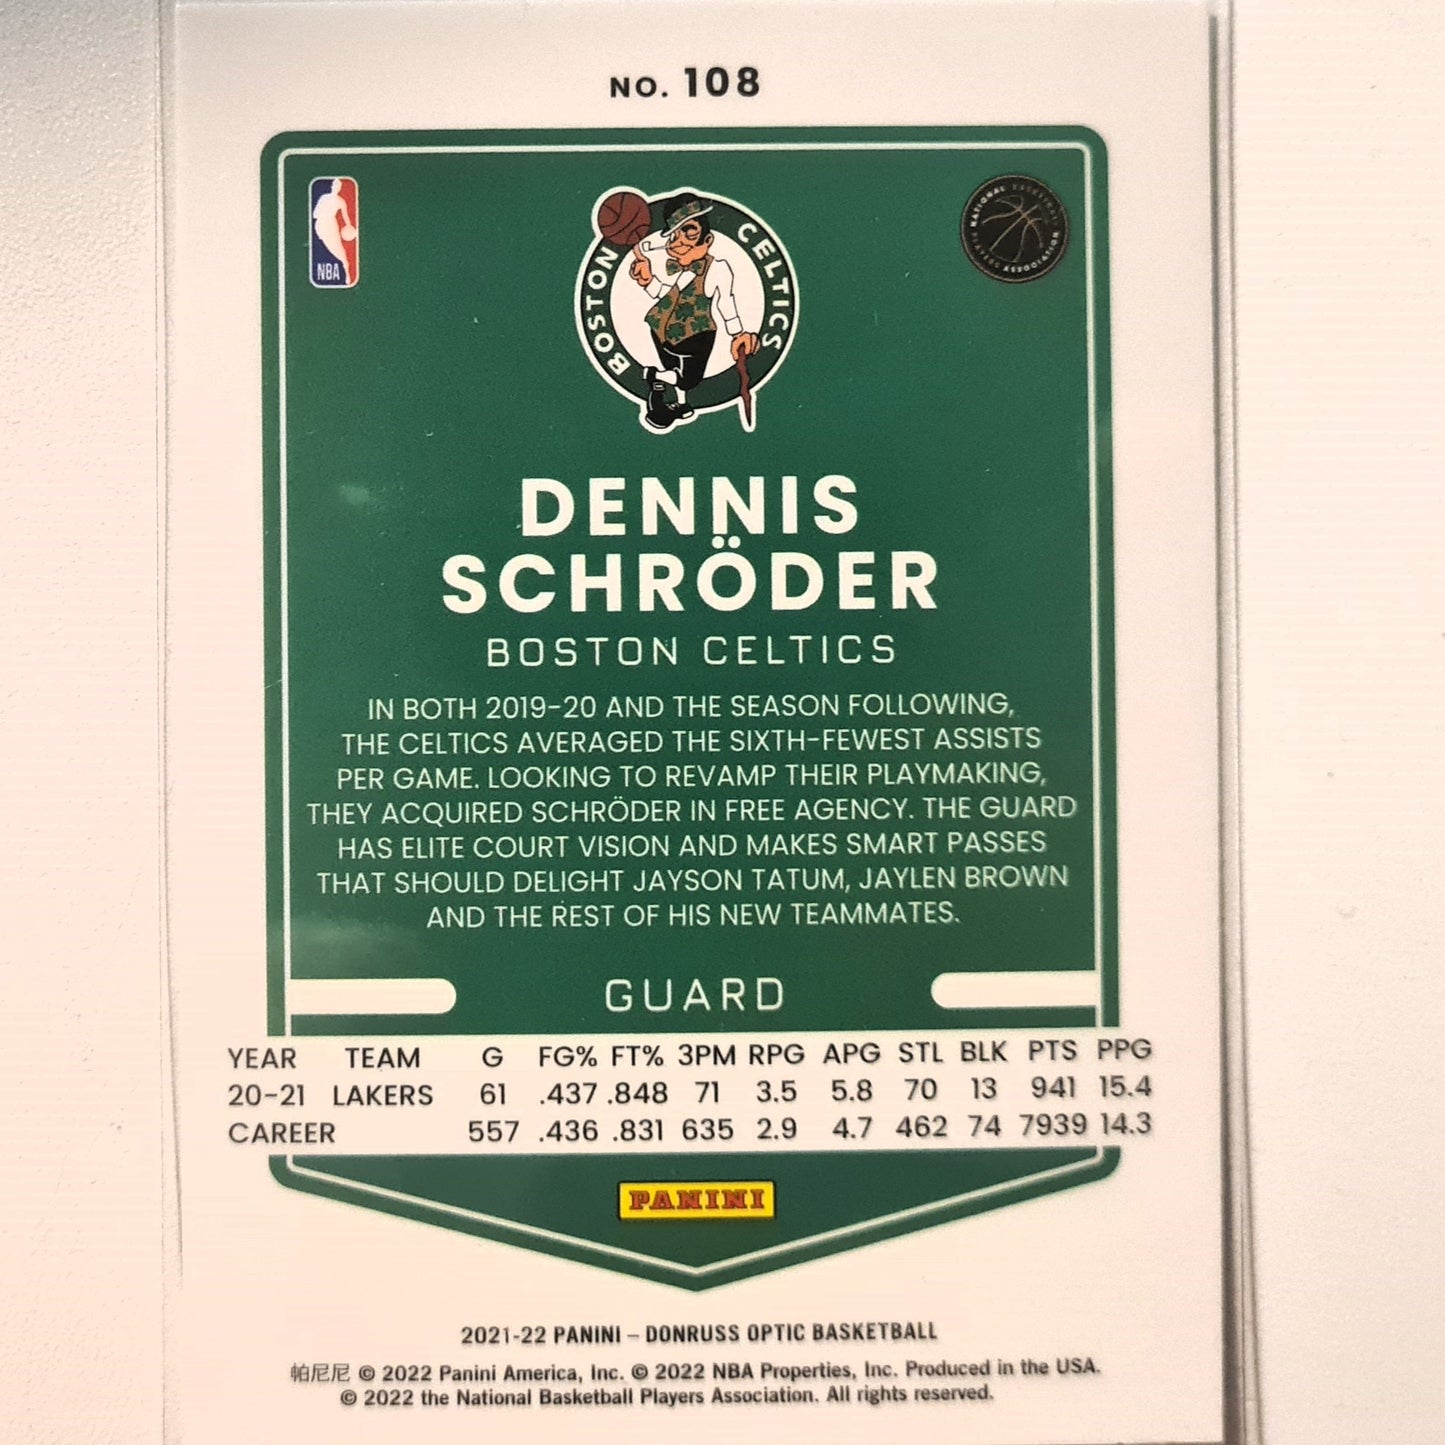 NO. 108
NBA
BOSTON CELTICS
NATIONAL BASKETBALL PLAYERS ASSOCIATION
DENNIS
SCHRÖDER
BOSTON CELTICS
IN BOTH 2019-20 AND THE SEASON FOLLOWING,
THE CELTICS AVERAGED THE SIXTH-FEWEST ASSISTS
PER GAME. LOOKING TO REVAMP THEIR PLAYMAKING,
THEY ACQUIRED SCHRÖDER IN FREE AGENCY. THE GUARD
HAS ELITE COURT VISION AND MAKES SMART PASSES
THAT SHOULD DELIGHT JAYSON TATUM, JAYLEN BROWN
AND THE REST OF HIS NEW TEAMMATES.
GUARD
YEAR TEAM G FG% FT% 3PM RPG APG STL BLK PTS PPG
20-21 LAKERS 61 .437 .848 71 3.5 5.8 70 13 941 15.4
CAREER 557 .436 .831 635 2.9 4.7 462 74 7939 14.3
PANINI
2021-22 PANINI – DONRUSS OPTIC BASKETBALL
帕尼尼 © 2022 Panini America, Inc. © 2022 NBA Properties, Inc. Produced in the USA.
© 2022 the National Basketball Players Association. All rights reserved.